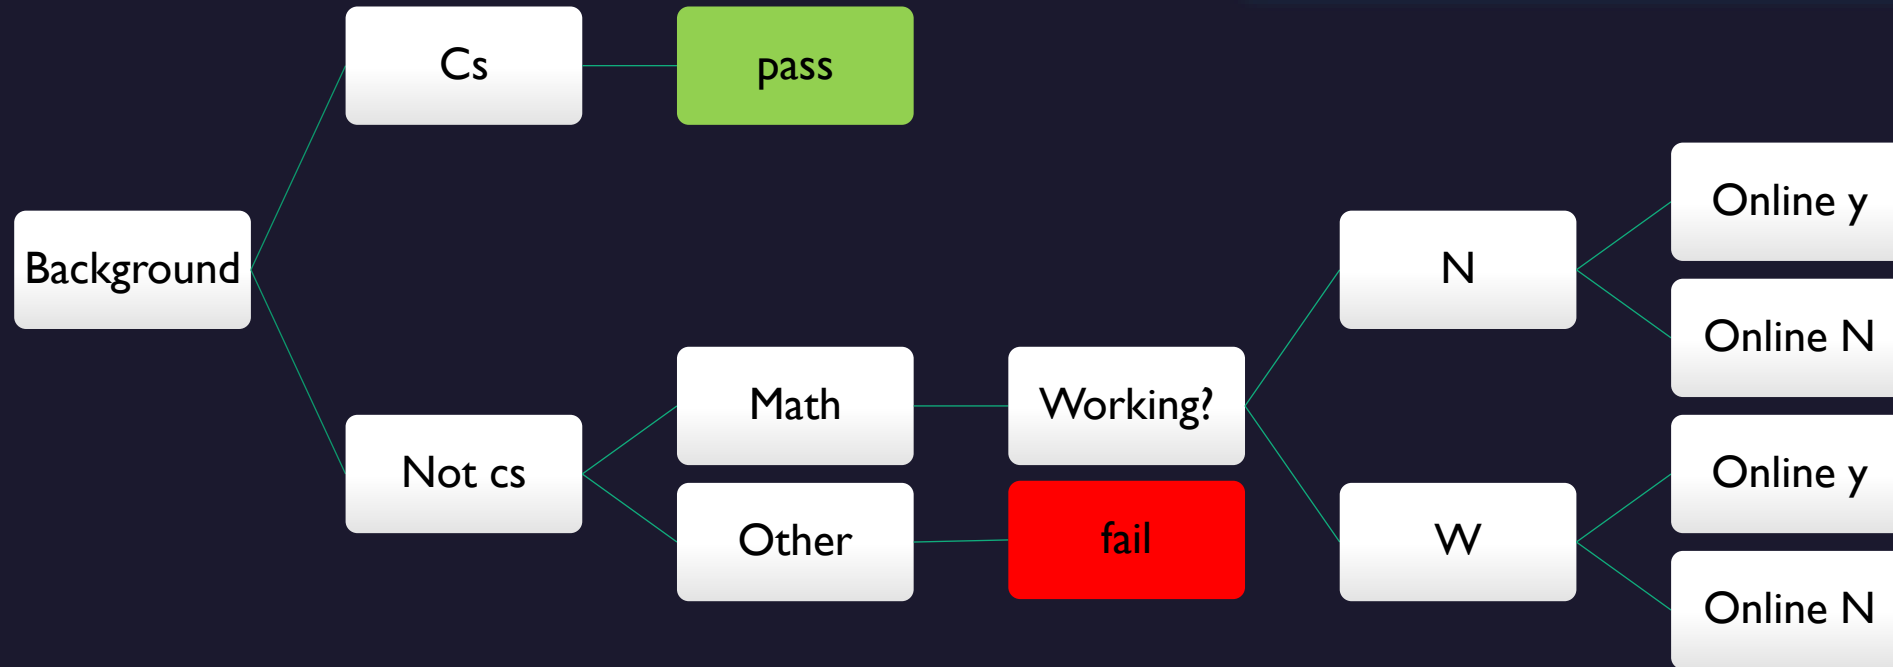 Cs
pass
Online y
Background
N
Online N
Math
Working?
Not cs
Online y
Other
fail
W
Online N